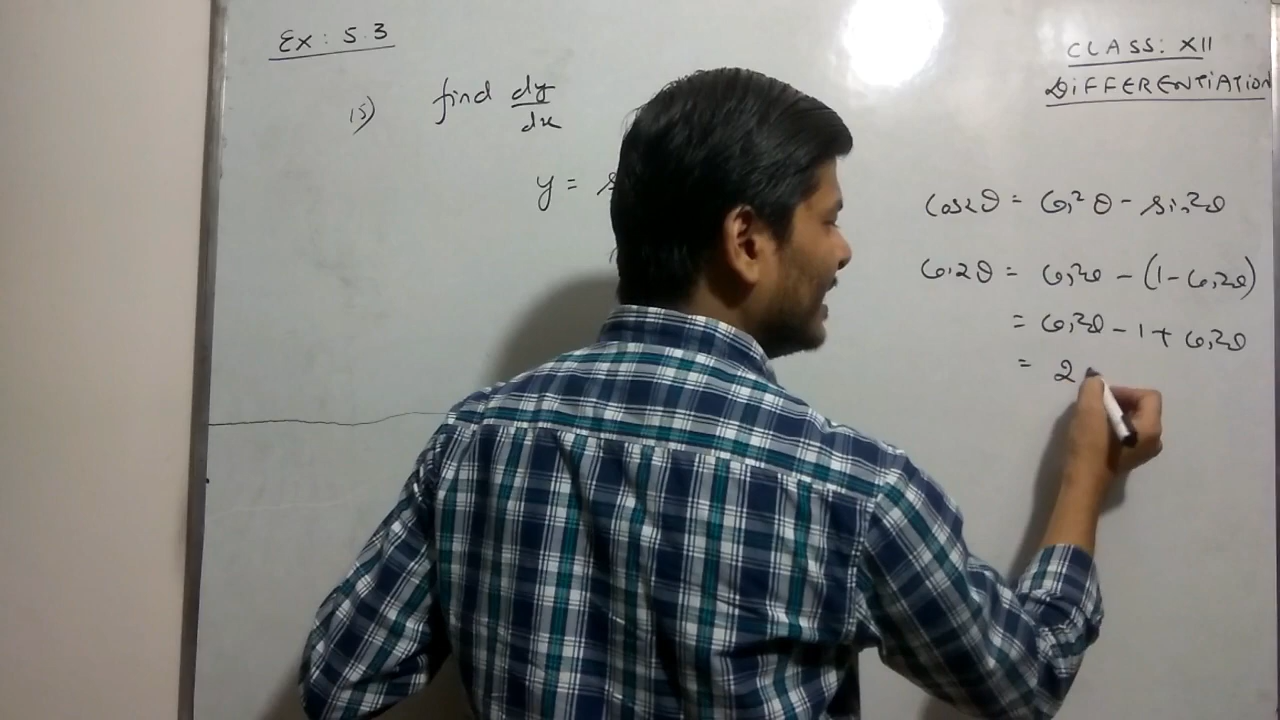 Ex: 5.3
15) find dy/dx
y = s
CLASS: XII
DIFFERENTIATION
Cos2θ = Cos²θ - sin²θ
Cos2θ = Cos²θ - (1 - Cos²θ)
= Cos²θ - 1 + Cos²θ
= 2